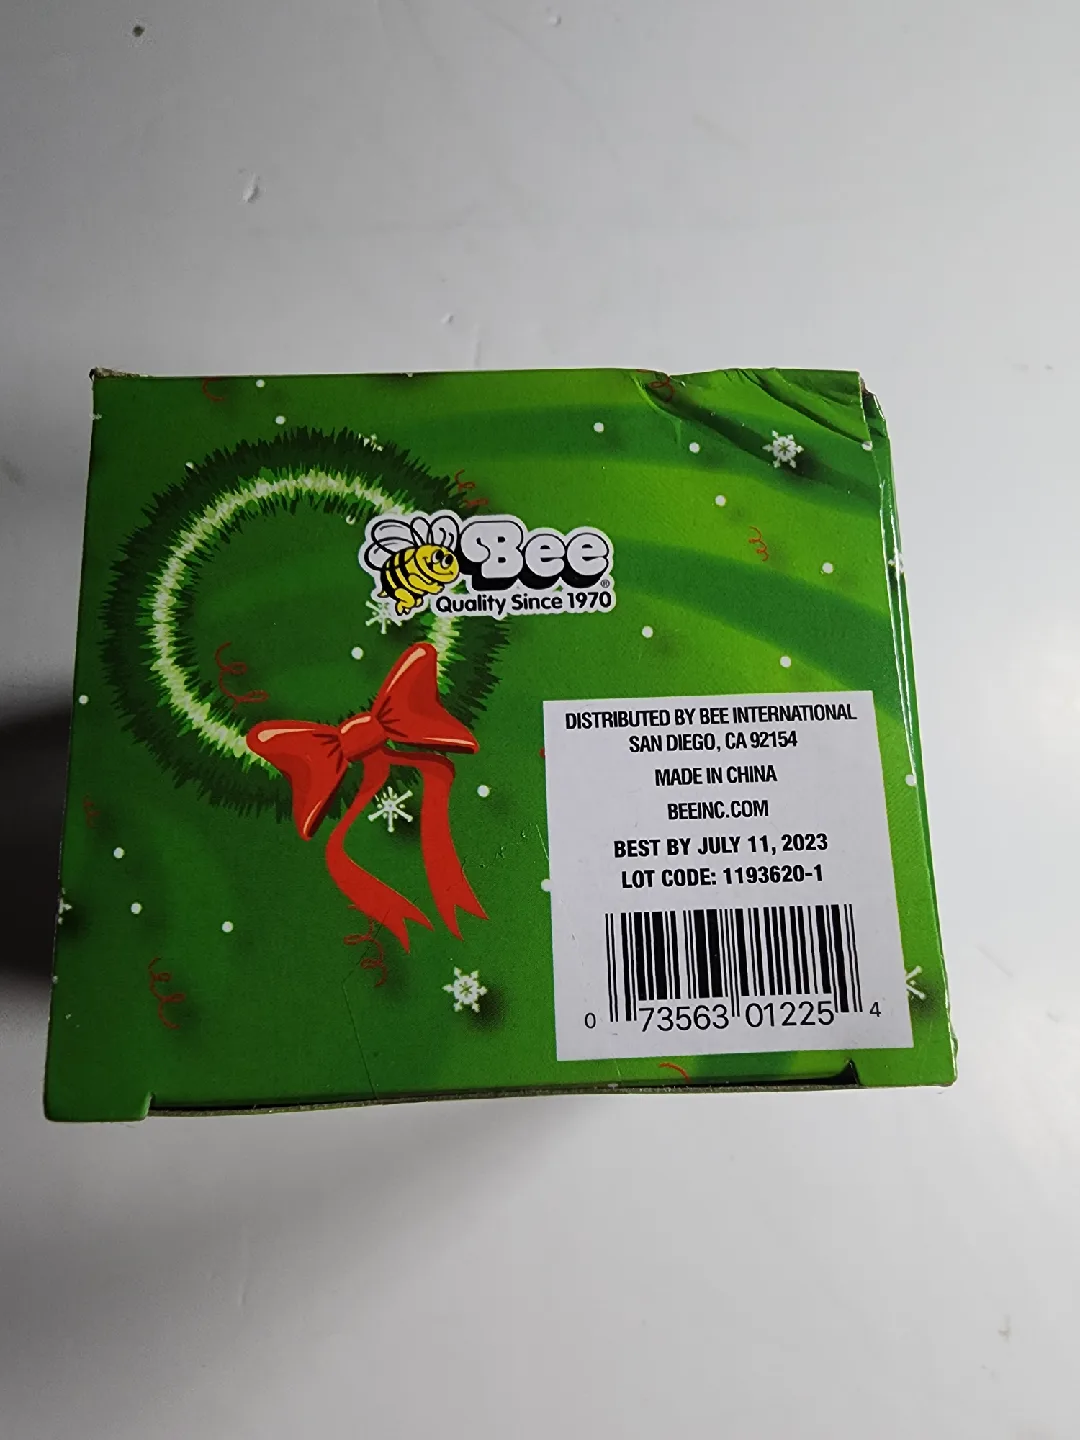 Bee®
Quality Since 1970
DISTRIBUTED BY BEE INTERNATIONAL
SAN DIEGO, CA 92154
MADE IN CHINA
BEEINC.COM
BEST BY JULY 11, 2023
LOT CODE: 1193620-1
0 73563 01225 4